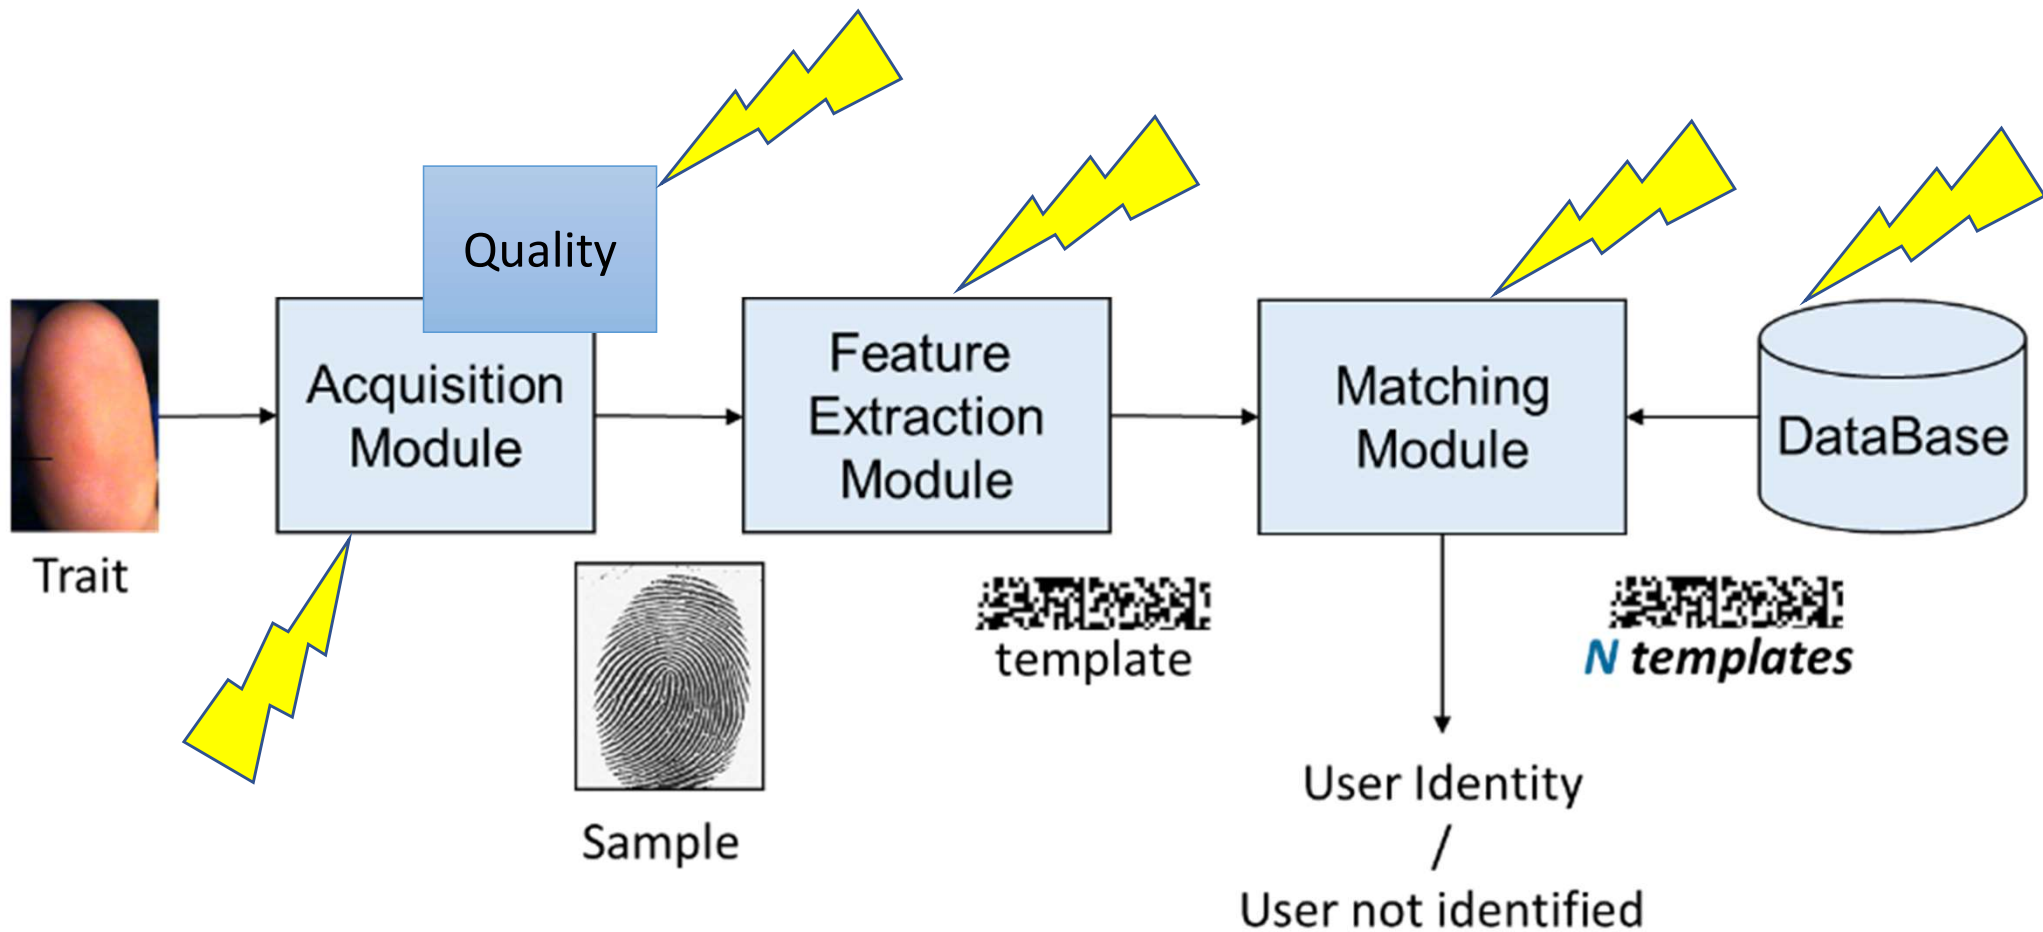 Quality
Acquisition
Module
Feature
Extraction
Module
Matching
Module
DataBase
Trait
Sample
template
N templates
User Identity
/
User not identified